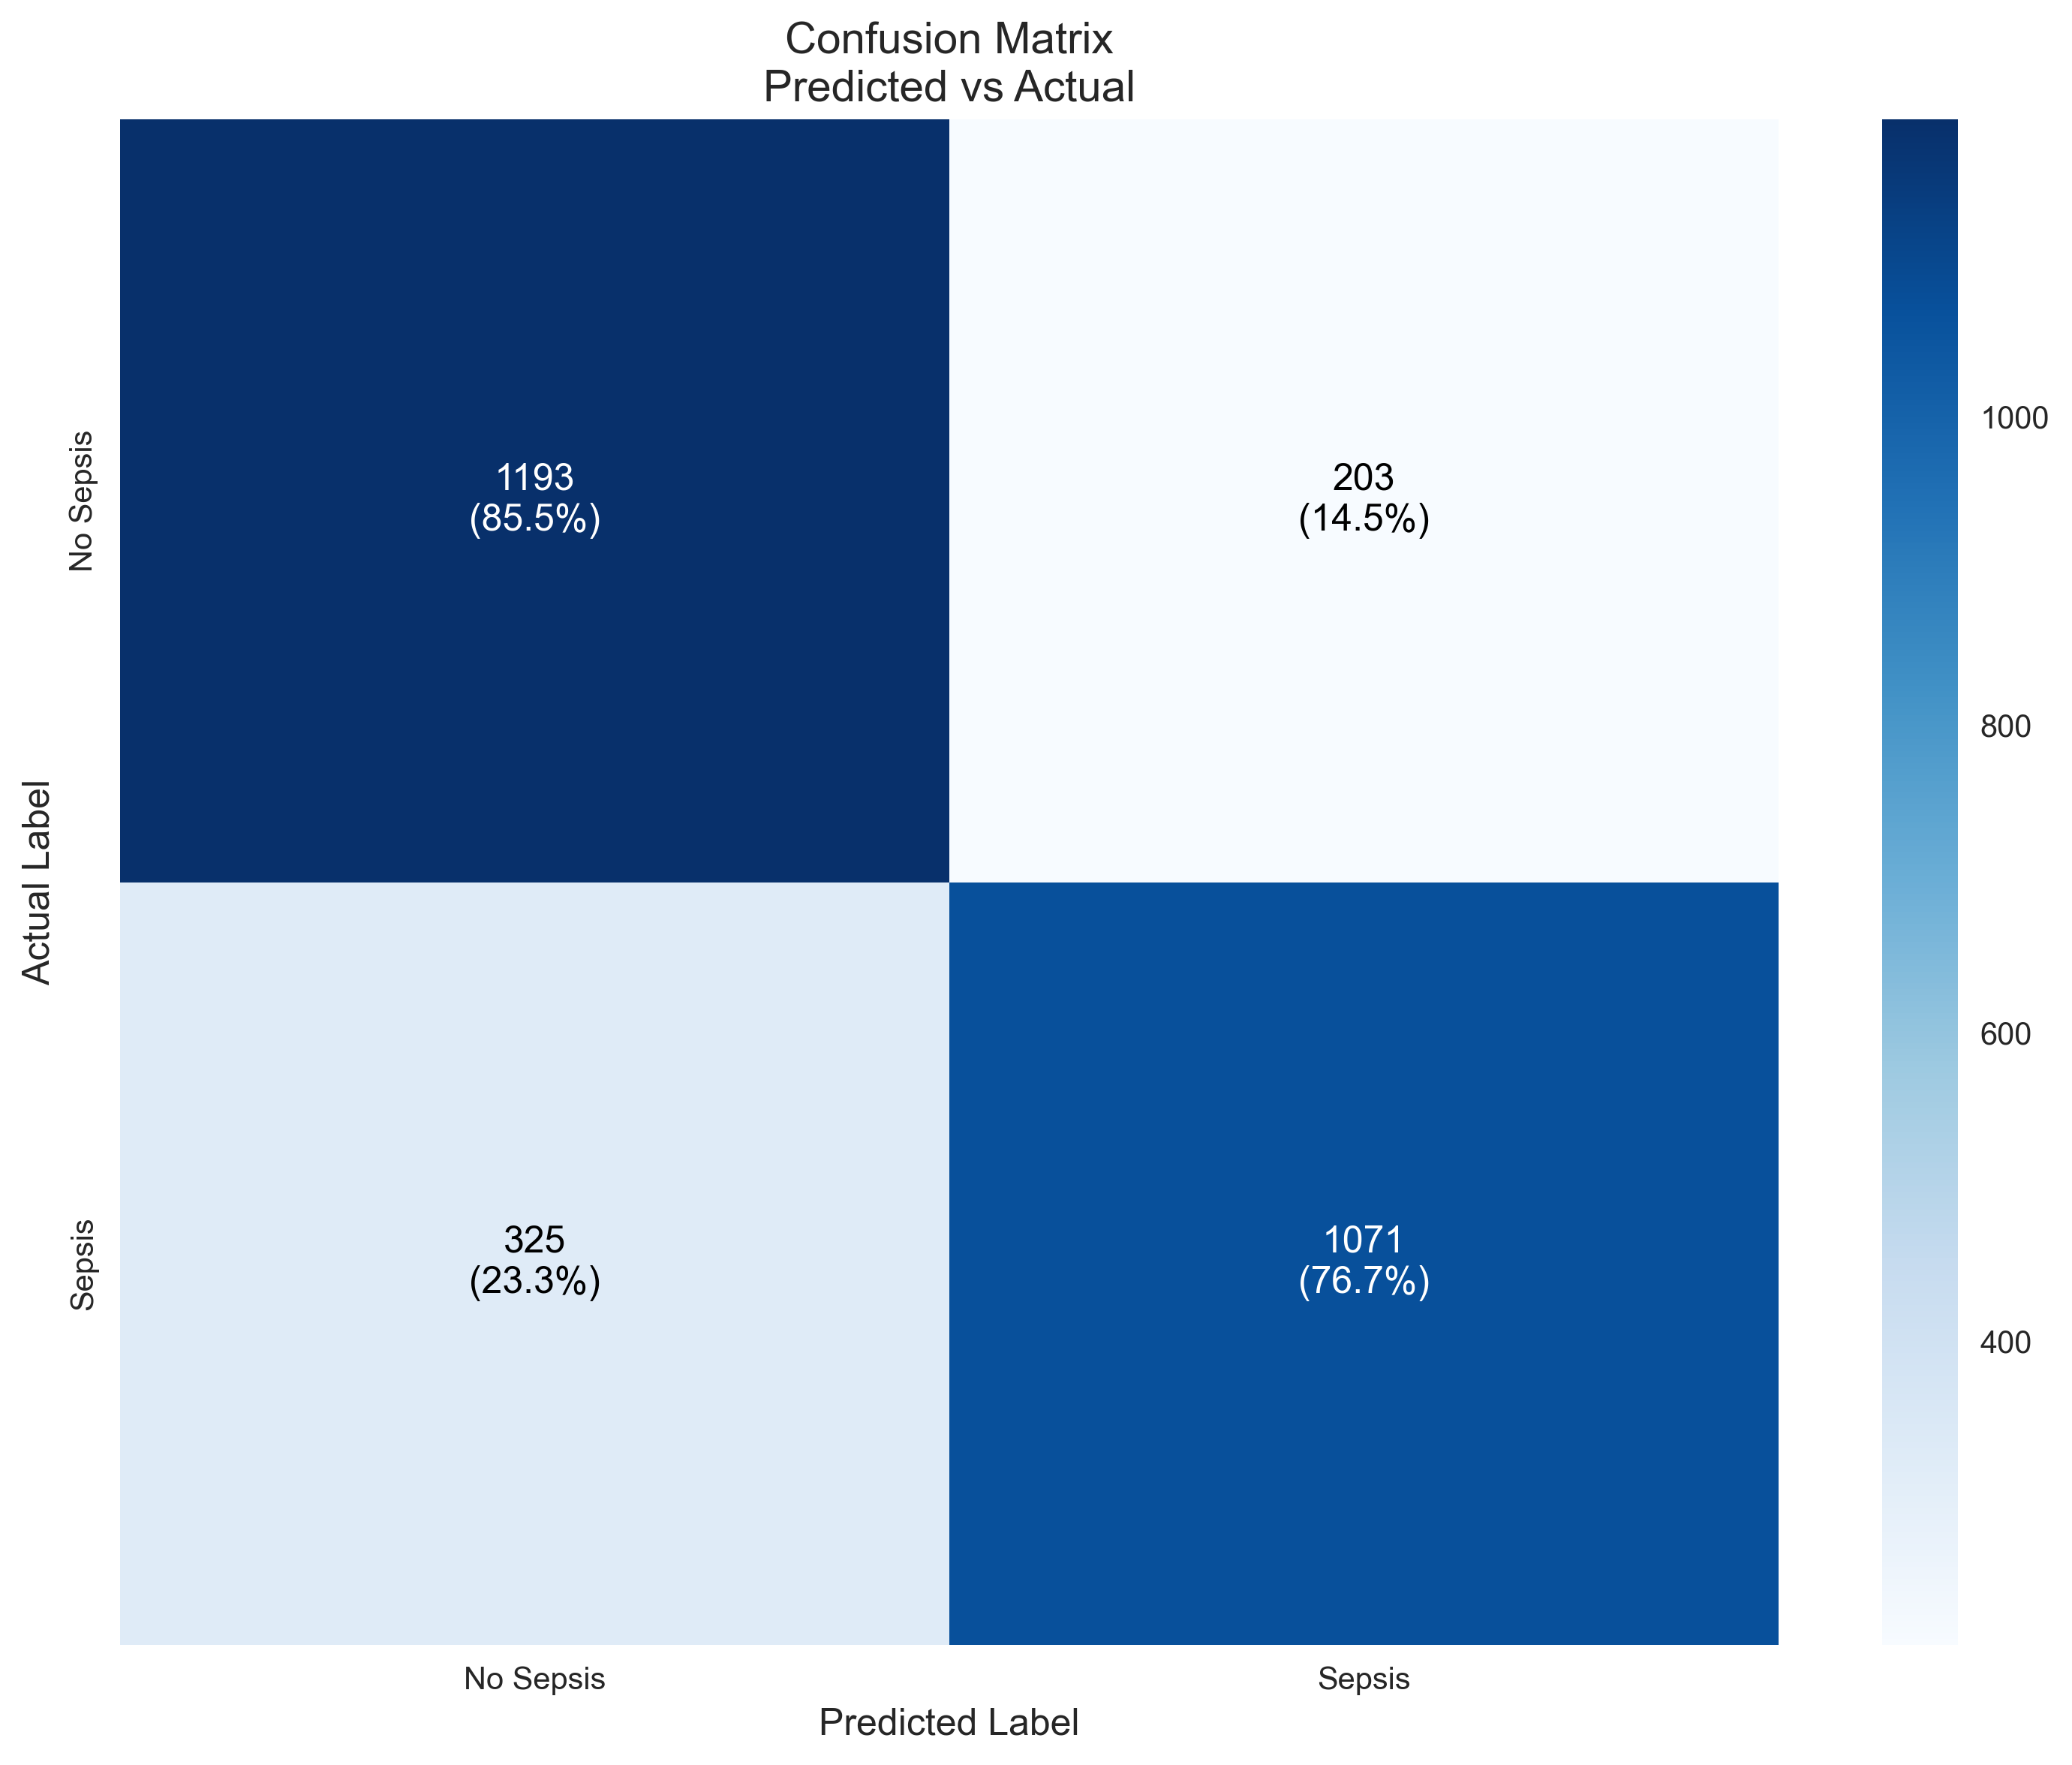 Confusion Matrix
Predicted vs Actual
Actual Label
No Sepsis
1193
(85.5%)
203
(14.5%)
Sepsis
325
(23.3%)
1071
(76.7%)
No Sepsis
Sepsis
Predicted Label
1000
800
600
400